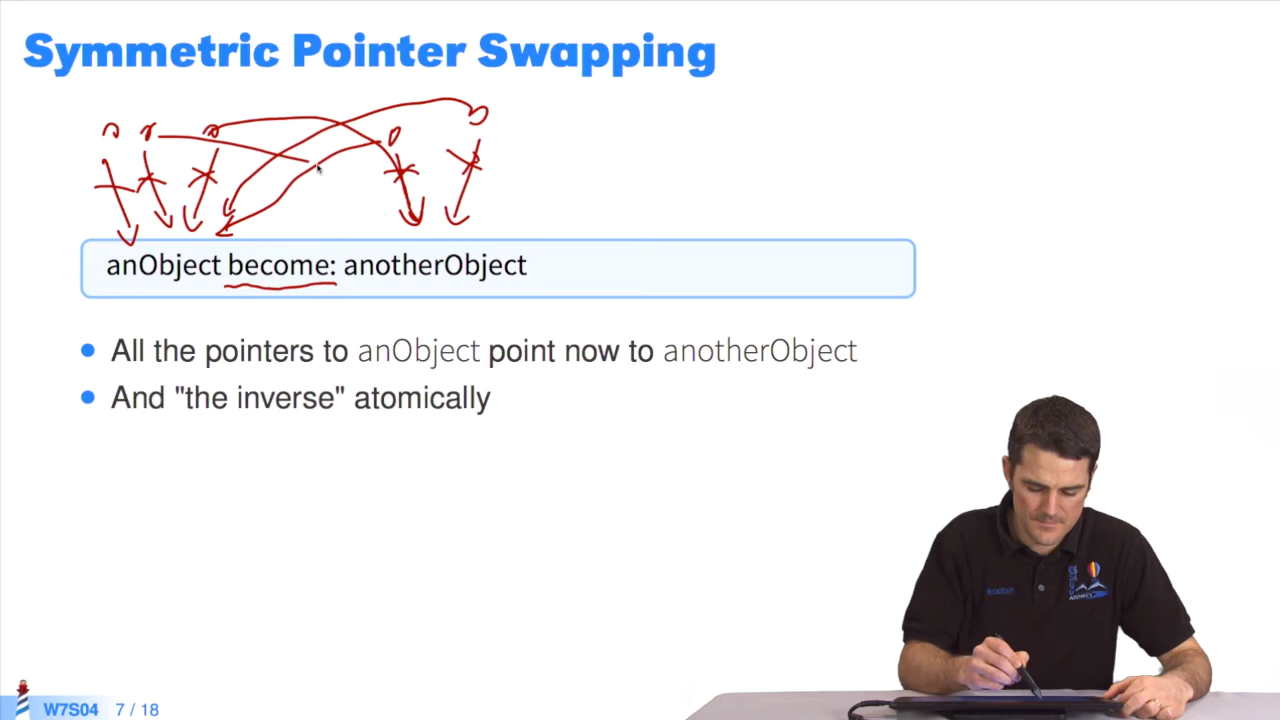 Symmetric Pointer Swapping
anObject become: anotherObject
All the pointers to anObject point now to anotherObject
And "the inverse" atomically
ANNECY
W7S04 7 / 18